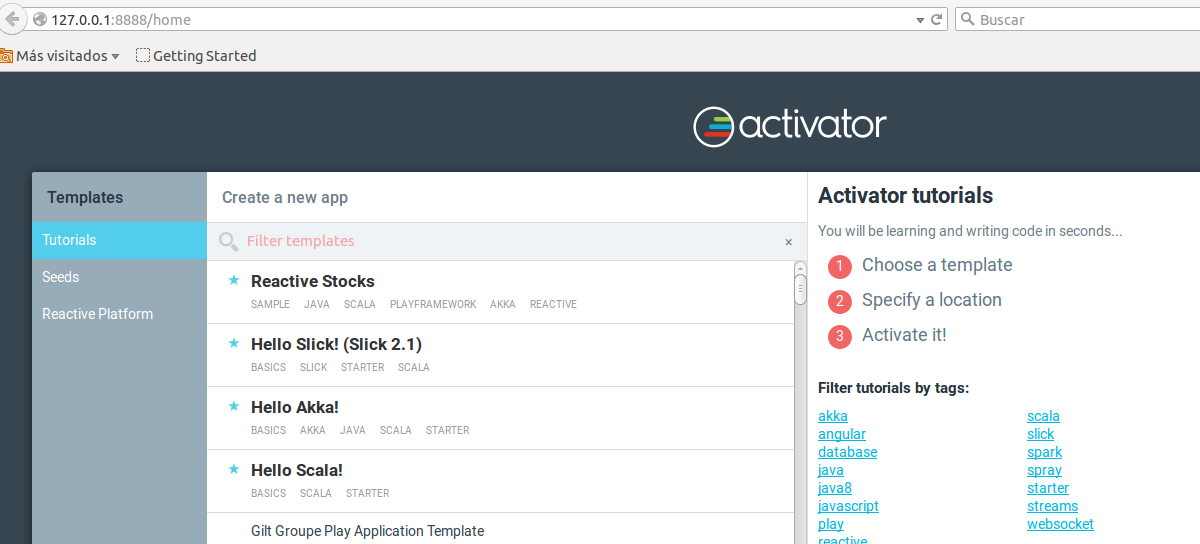 127.0.0.1:8888/home
Buscar
Más visitados
Getting Started
activator
Templates
Tutorials
Seeds
Reactive Platform
Create a new app
Filter templates ×
Reactive Stocks
SAMPLE JAVA SCALA PLAYFRAMEWORK AKKA REACTIVE
Hello Slick! (Slick 2.1)
BASICS SLICK STARTER SCALA
Hello Akka!
BASICS AKKA JAVA SCALA STARTER
Hello Scala!
BASICS SCALA STARTER
Gilt Groupe Play Application Template
Activator tutorials
You will be learning and writing code in seconds...
1 Choose a template
2 Specify a location
3 Activate it!
Filter tutorials by tags:
akka
angular
database
java
java8
javascript
play
reactive
scala
slick
spark
spray
starter
streams
websocket